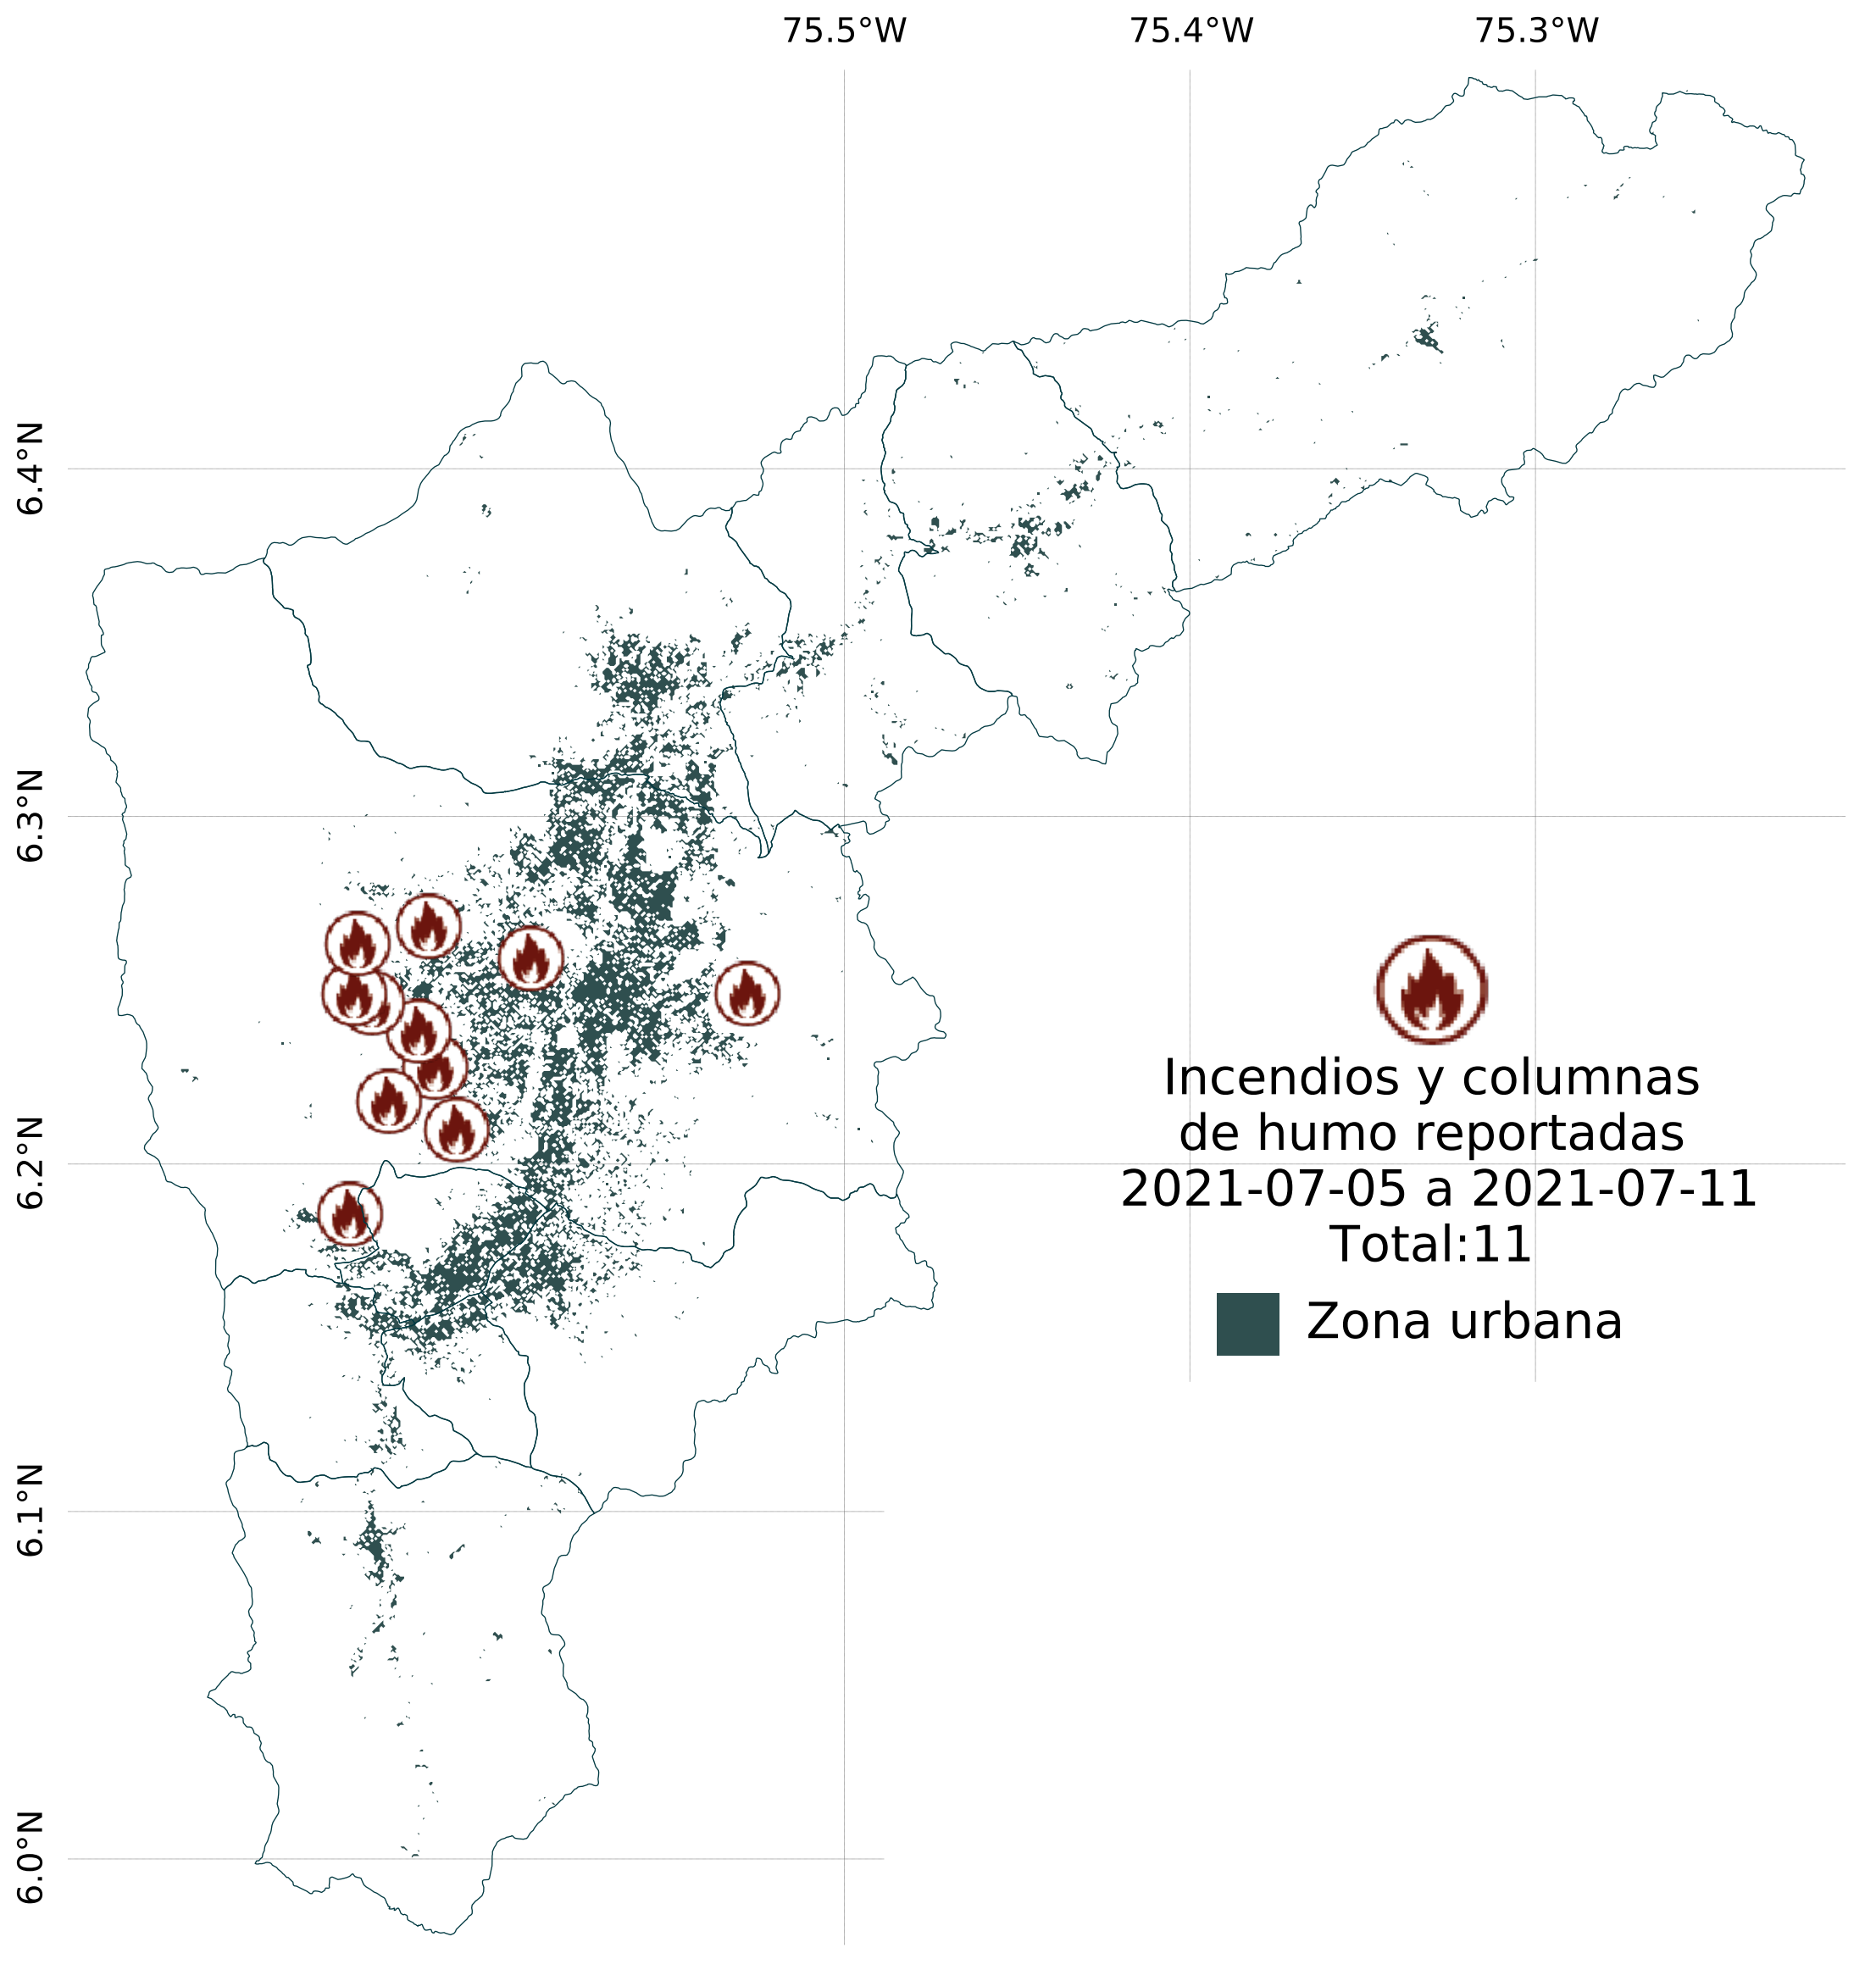 75.5°W
75.4°W
75.3°W
6.4°N
6.3°N
6.2°N
6.1°N
6.0°N
Incendios y columnas
de humo reportadas
2021-07-05 a 2021-07-11
Total:11
Zona urbana